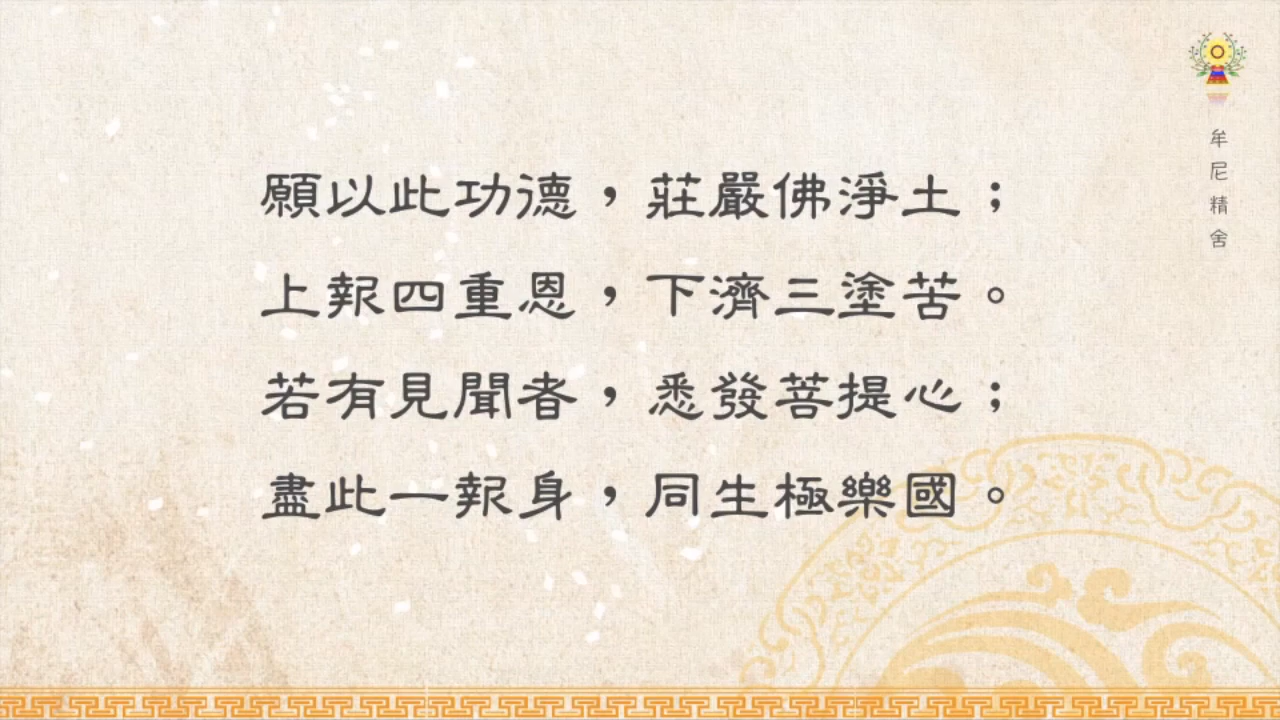 願以此功德，莊嚴佛淨土；
上報四重恩，下濟三塗苦。
若有見聞者，悉發菩提心；
盡此一報身，同生極樂國。
牟尼精舍